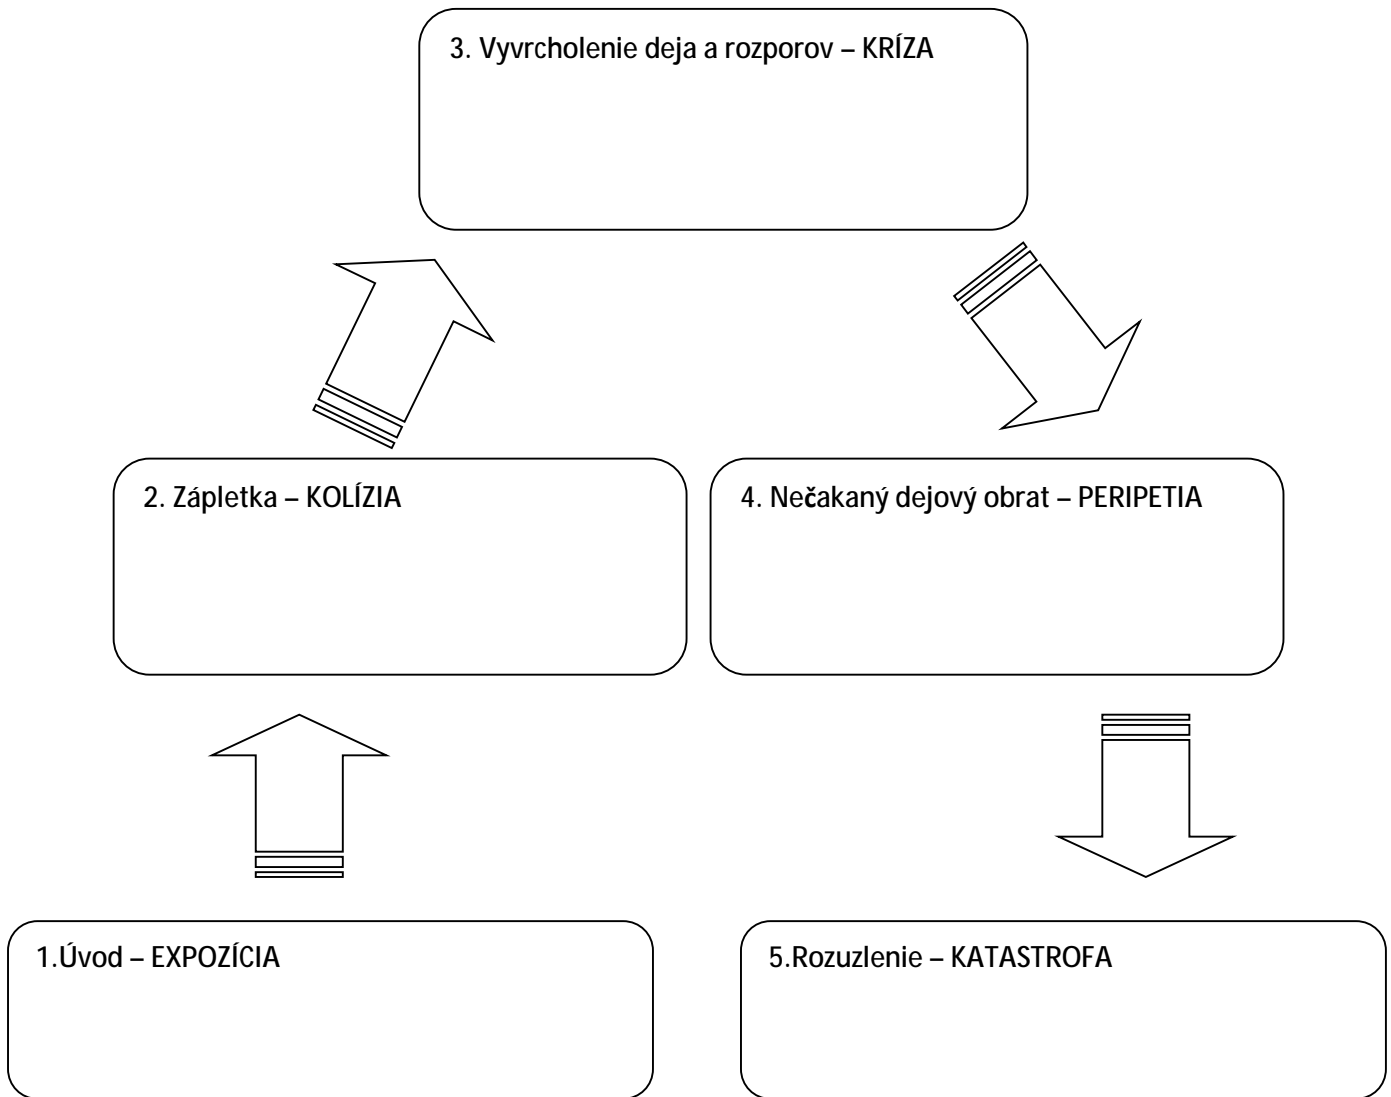 3. Vyvrcholenie deja a rozporov – KRÍZA
2. Zápletka – KOLÍZIA
4. Nečakaný dejový obrat – PERIPETIA
1.Úvod – EXPOZÍCIA
5.Rozuzlenie – KATASTROFA